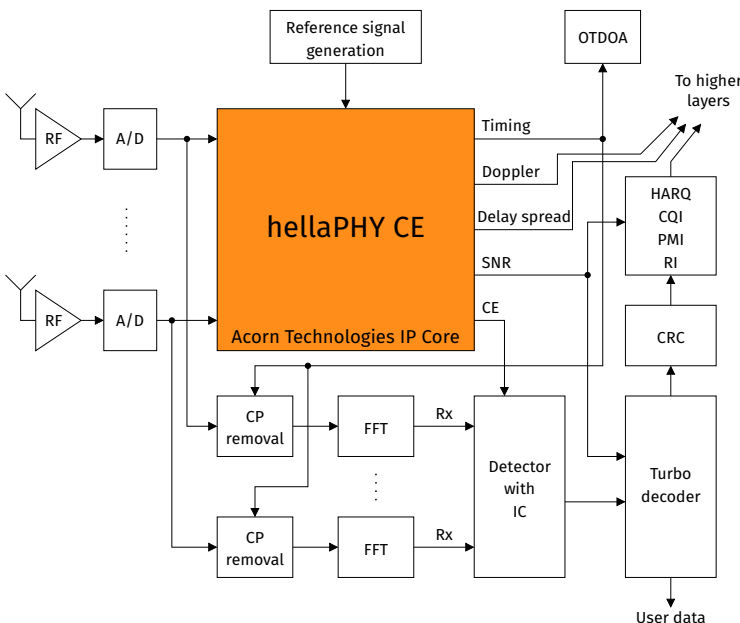 Reference signal
generation
OTDOA
To higher
layers
RF
A/D
Timing
Doppler
Delay spread
SNR
CE
hellaPHY CE
Acorn Technologies IP Core
HARQ
CQI
PMI
RI
RF
A/D
CRC
CP
removal
FFT
Rx
Detector
with
IC
Turbo
decoder
CP
removal
FFT
Rx
User data